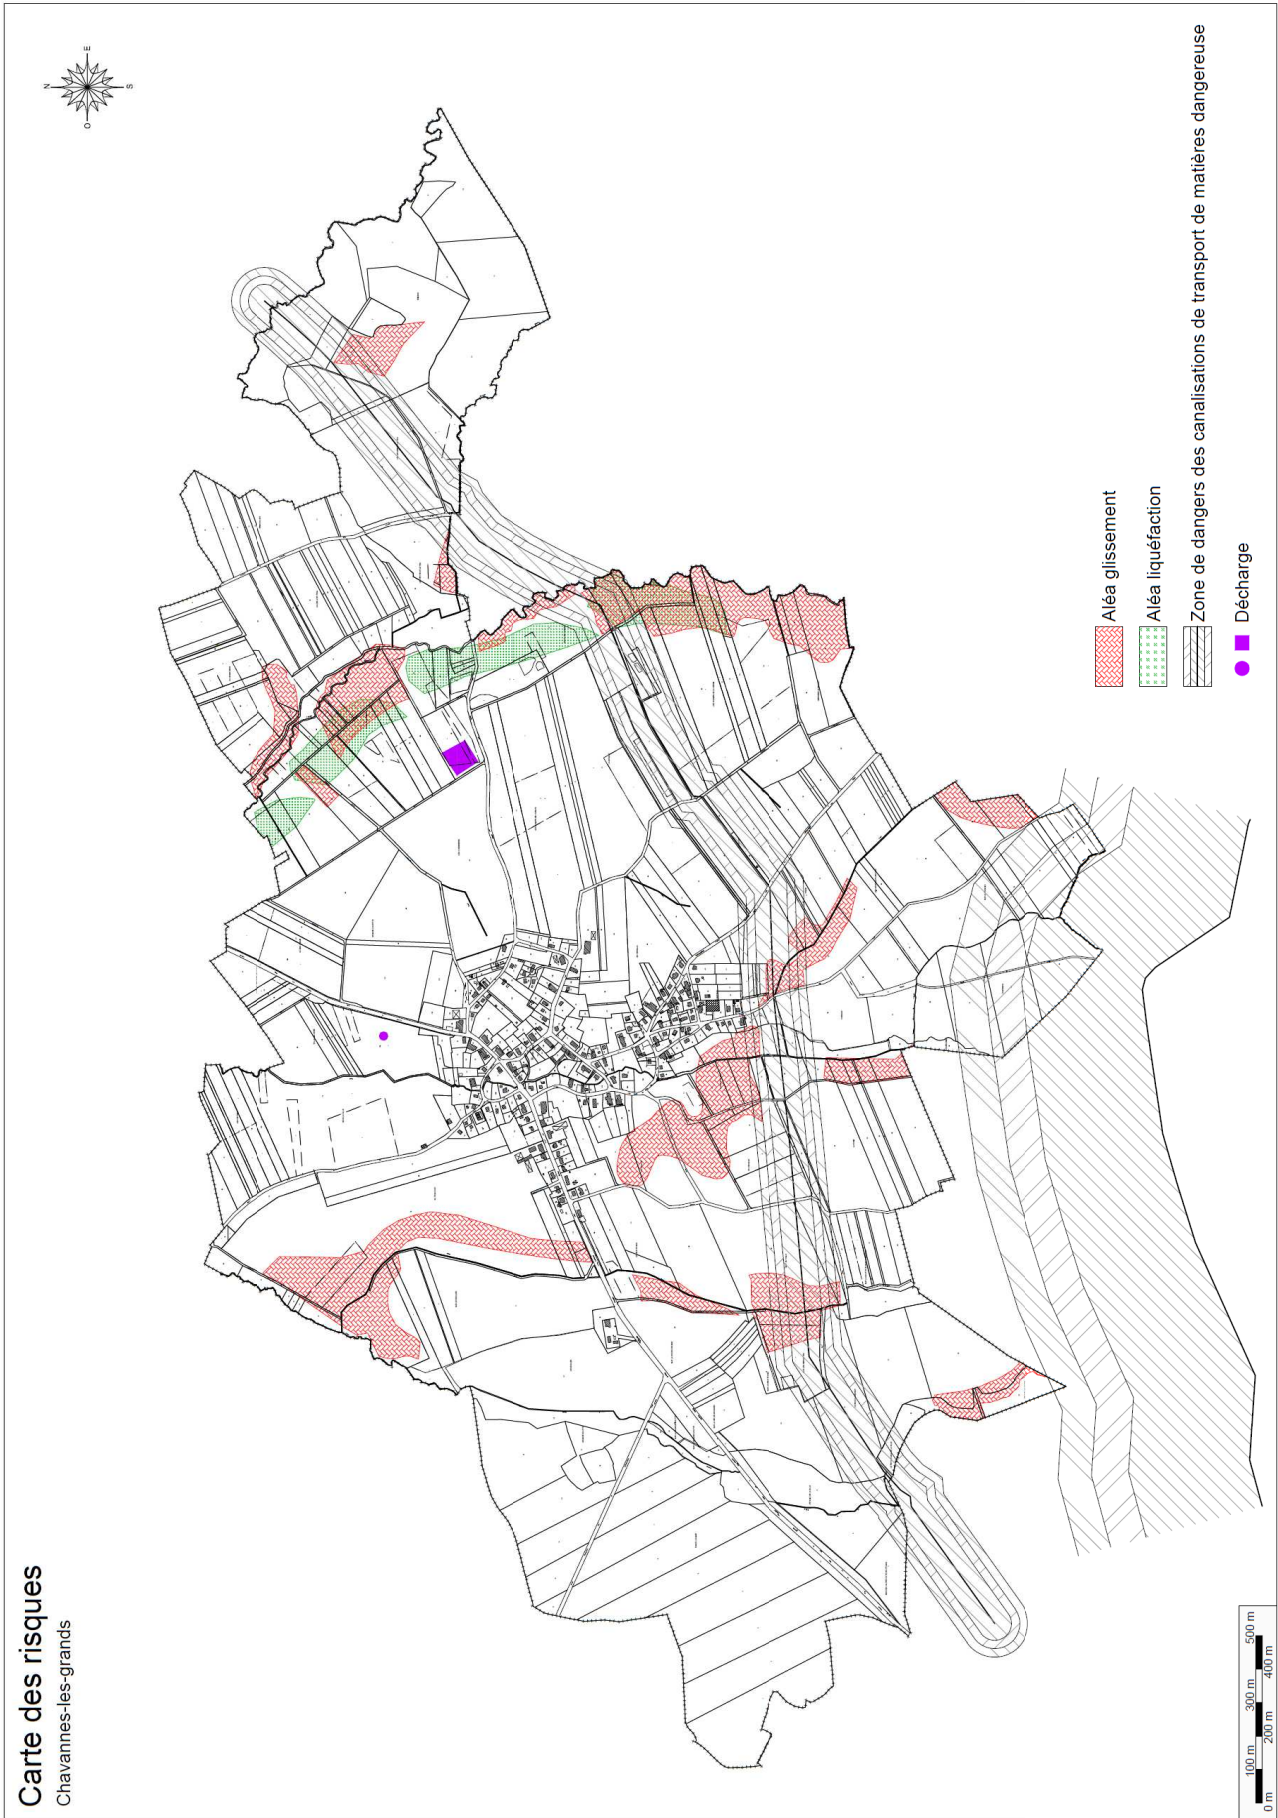 Carte des risques
Chavannes-les-grands
N
E
S
O
Aléa glissement
Aléa liquéfaction
Zone de dangers des canalisations de transport de matières dangereuse
Décharge
0 m
100 m
200 m
300 m
400 m
500 m